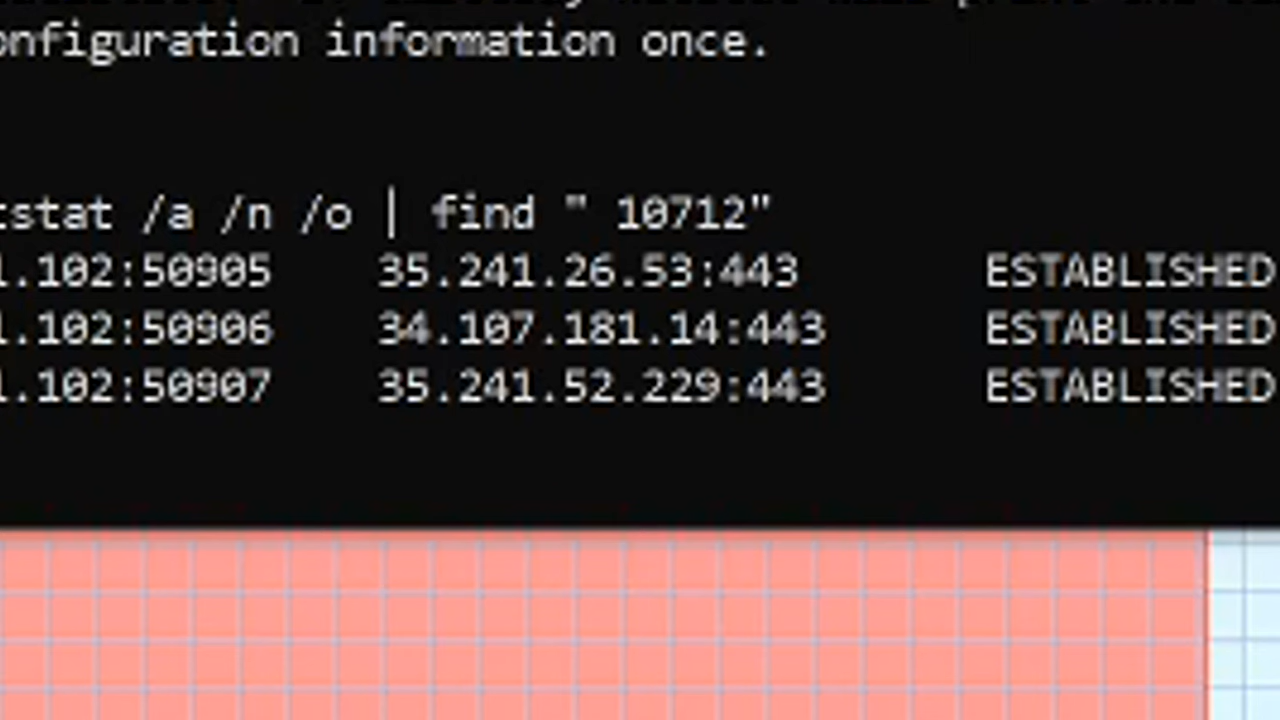 onfiguration information once.
tstat /a /n /o | find " 10712"
1.102:50905 35.241.26.53:443 ESTABLISHED
1.102:50906 34.107.181.14:443 ESTABLISHED
1.102:50907 35.241.52.229:443 ESTABLISHED